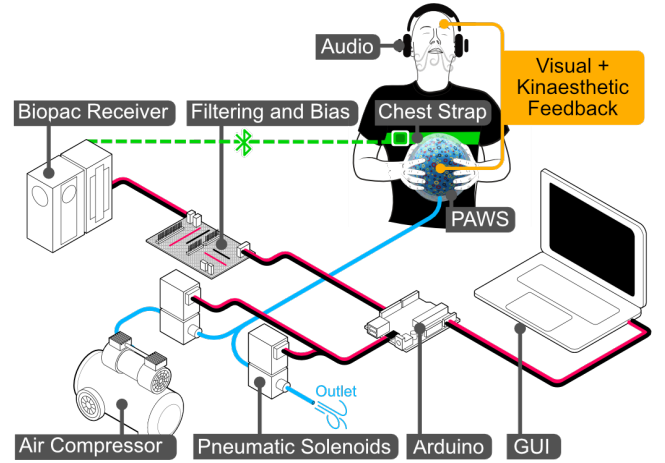 Audio
Visual +
Kinaesthetic
Feedback
Biopac Receiver
Filtering and Bias
Chest Strap
PAWS
Outlet
Air Compressor
Pneumatic Solenoids
Arduino
GUI